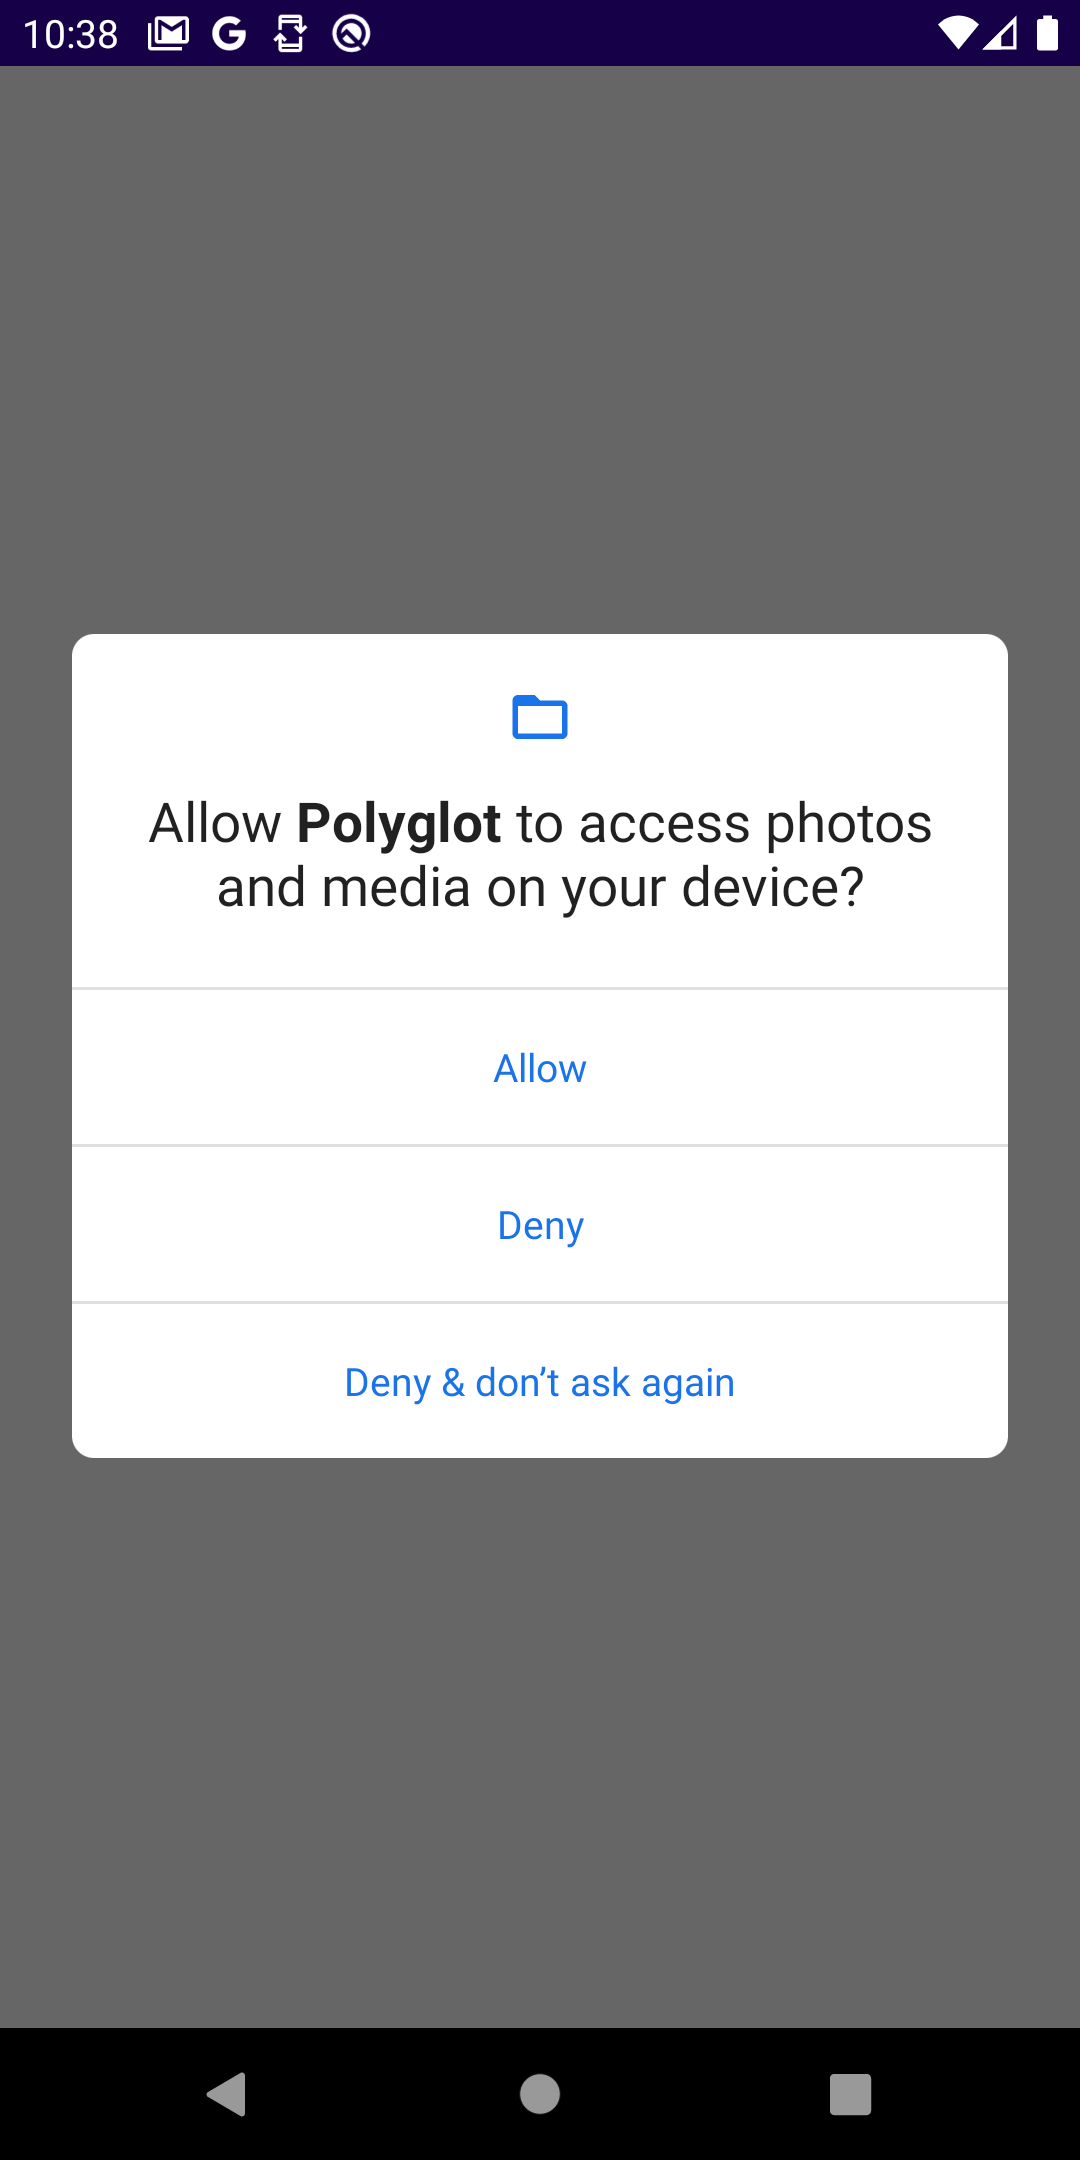 10:38
Allow Polyglot to access photos
and media on your device?
Allow
Deny
Deny & don’t ask again